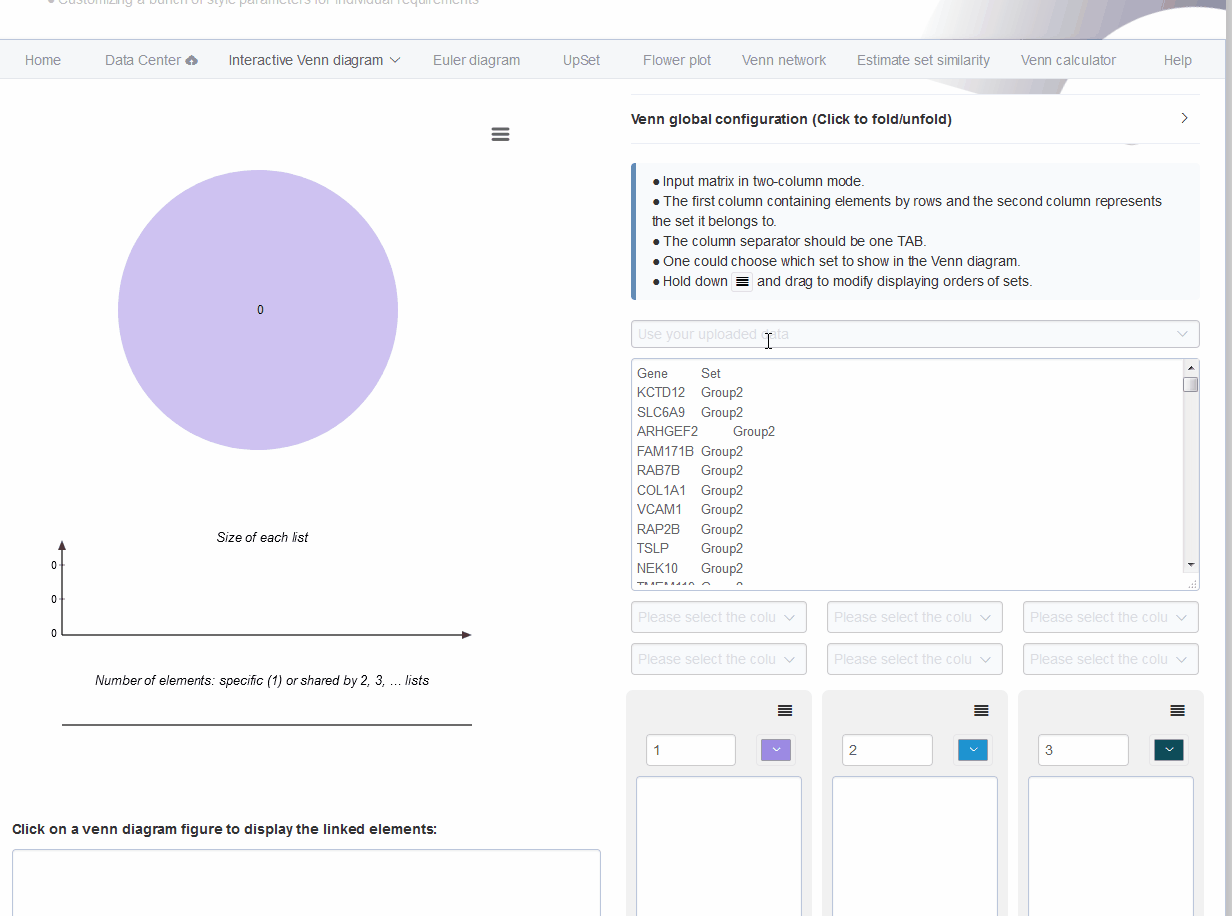 ● Customizing a bunch of style parameters for individual requirements
Home Data Center Interactive Venn diagram Euler diagram UpSet Flower plot Venn network Estimate set similarity Venn calculator Help
0
Size of each list
0
0
0
Number of elements: specific (1) or shared by 2, 3, ... lists
Click on a venn diagram figure to display the linked elements:
Venn global configuration (Click to fold/unfold)
● Input matrix in two-column mode.
● The first column containing elements by rows and the second column represents
the set it belongs to.
● The column separator should be one TAB.
● One could choose which set to show in the Venn diagram.
● Hold down and drag to modify displaying orders of sets.
Use your uploaded data
Gene Set
KCTD12 Group2
SLC6A9 Group2
ARHGEF2 Group2
FAM171B Group2
RAB7B Group2
COL1A1 Group2
VCAM1 Group2
RAP2B Group2
TSLP Group2
NEK10 Group2
Please select the colu Please select the colu Please select the colu
Please select the colu Please select the colu Please select the colu
1 2 3